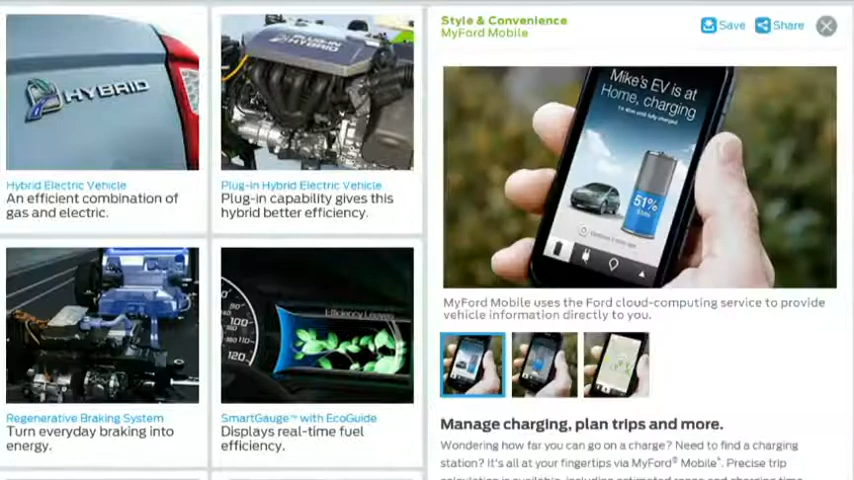 HYBRID
Hybrid Electric Vehicle
An efficient combination of
gas and electric.
PLUG-IN
HYBRID
Plug-in Hybrid Electric Vehicle
Plug-in capability gives this
hybrid better efficiency.
Regenerative Braking System
Turn everyday braking into
energy.
Efficiency Leaves
100
120
SmartGauge™ with EcoGuide
Displays real-time fuel
efficiency.
Style & Convenience
MyFord Mobile
Save
Share
Mike's EV is at
Home, charging
51%
MyFord Mobile uses the Ford cloud-computing service to provide
vehicle information directly to you.
Manage charging, plan trips and more.
Wondering how far you can go on a charge? Need to find a charging
station? It's all at your fingertips via MyFord® Mobile*. Precise trip